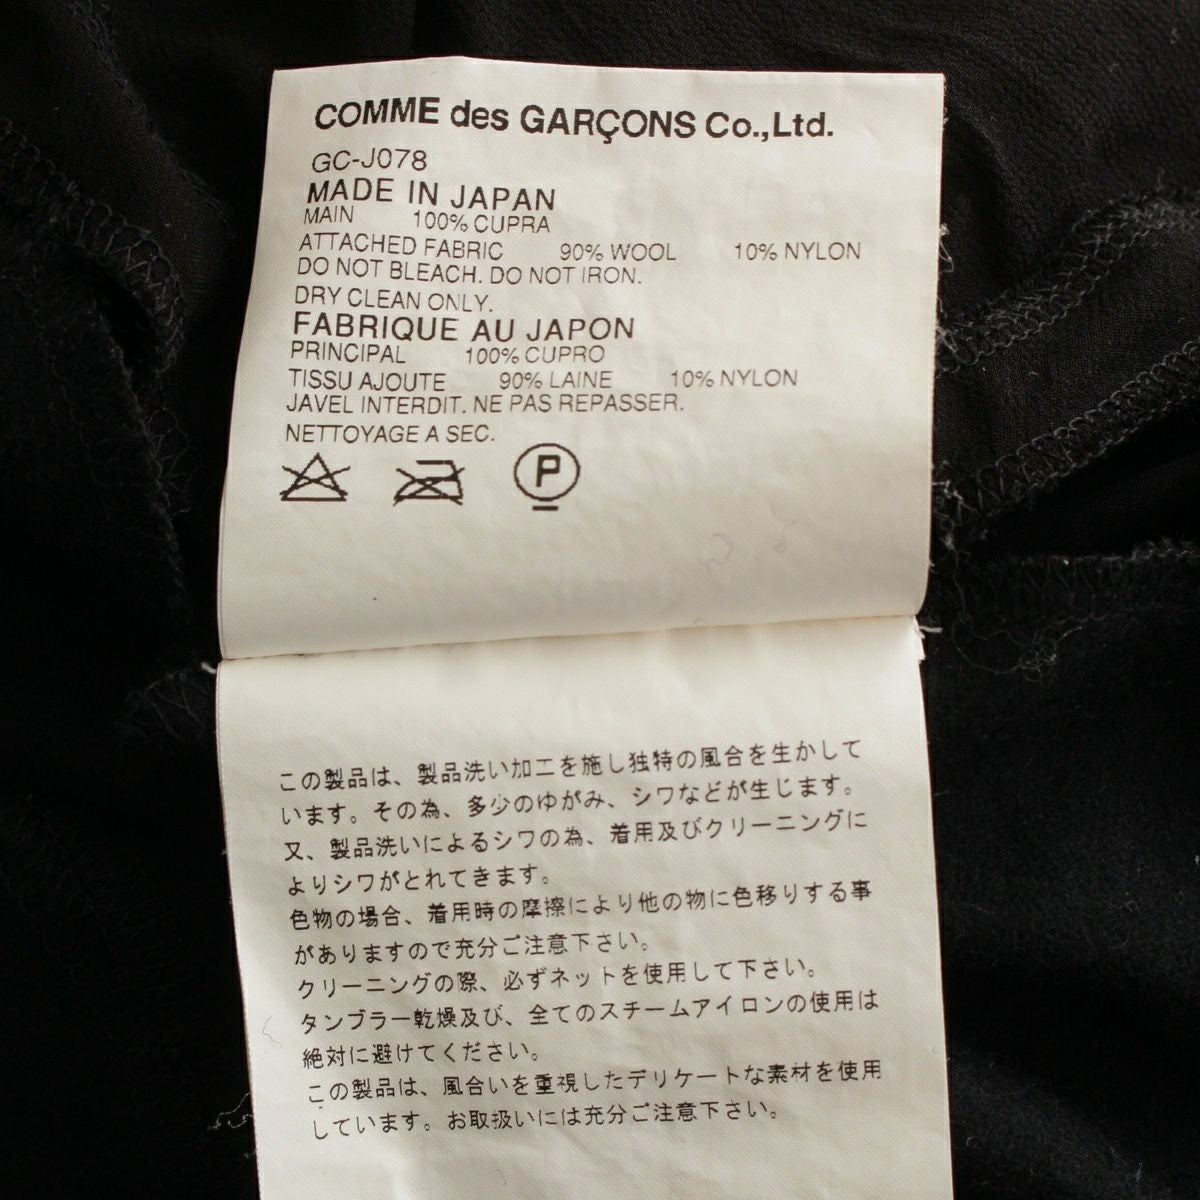 COMME des GARÇONS Co.,Ltd.
GC-J078
MADE IN JAPAN
MAIN 100% CUPRA
ATTACHED FABRIC 90% WOOL 10% NYLON
DO NOT BLEACH. DO NOT IRON.
DRY CLEAN ONLY.
FABRIQUE AU JAPON
PRINCIPAL 100% CUPRO
TISSU AJOUTE 90% LAINE 10% NYLON
JAVEL INTERDIT. NE PAS REPASSER.
NETTOYAGE A SEC.
P
この製品は、製品洗い加工を施し独特の風合を生かして
います。その為、多少のゆがみ、シワなどが生じます。
又、製品洗いによるシワの為、着用及びクリーニングに
よりシワがとれてきます。
色物の場合、着用時の摩擦により他の物に色移りする事
がありますので充分ご注意下さい。
クリーニングの際、必ずネットを使用して下さい。
タンブラー乾燥及び、全てのスチームアイロンの使用は
絶対に避けてください。
この製品は、風合いを重視したデリケートな素材を使用
しています。お取扱いには充分ご注意下さい。